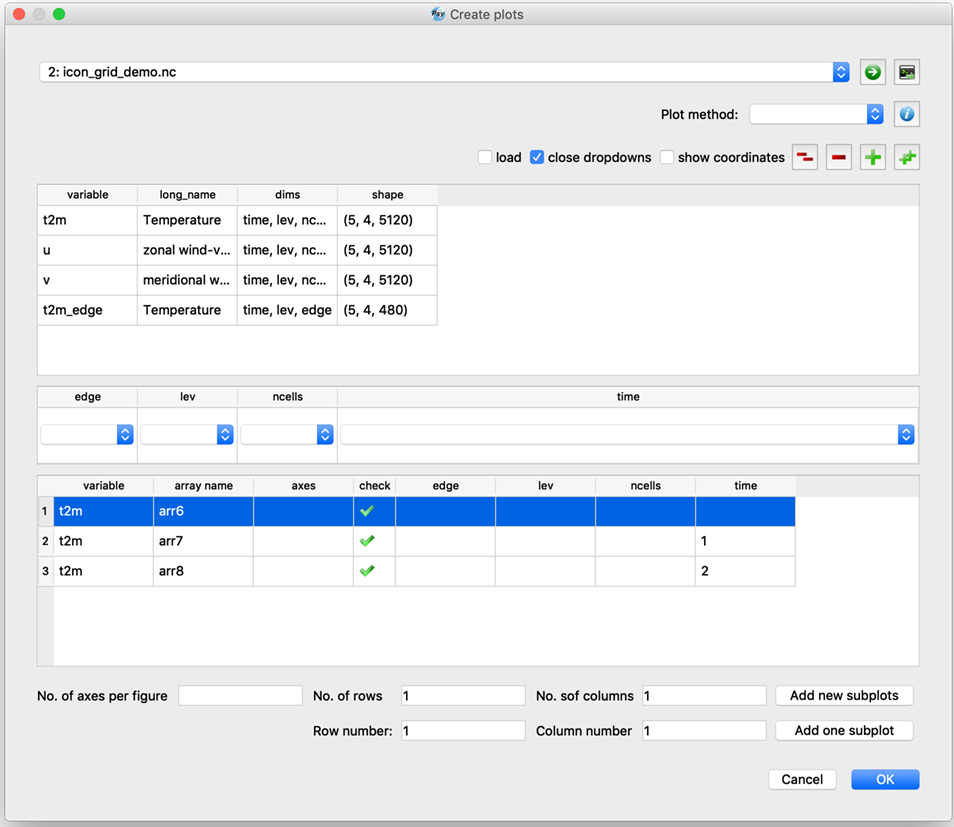 Psy Create plots
2: icon_grid_demo.nc
Plot method:
load close dropdowns show coordinates
variable long_name dims shape
t2m Temperature time, lev, nc... (5, 4, 5120)
u zonal wind-v... time, lev, nc... (5, 4, 5120)
v meridional w... time, lev, nc... (5, 4, 5120)
t2m_edge Temperature time, lev, edge (5, 4, 480)
edge lev ncells time
variable array name axes check edge lev ncells time
1 t2m arr6
2 t2m arr7 1
3 t2m arr8 2
No. of axes per figure No. of rows 1 No. sof columns 1 Add new subplots
Row number: 1 Column number 1 Add one subplot
Cancel OK